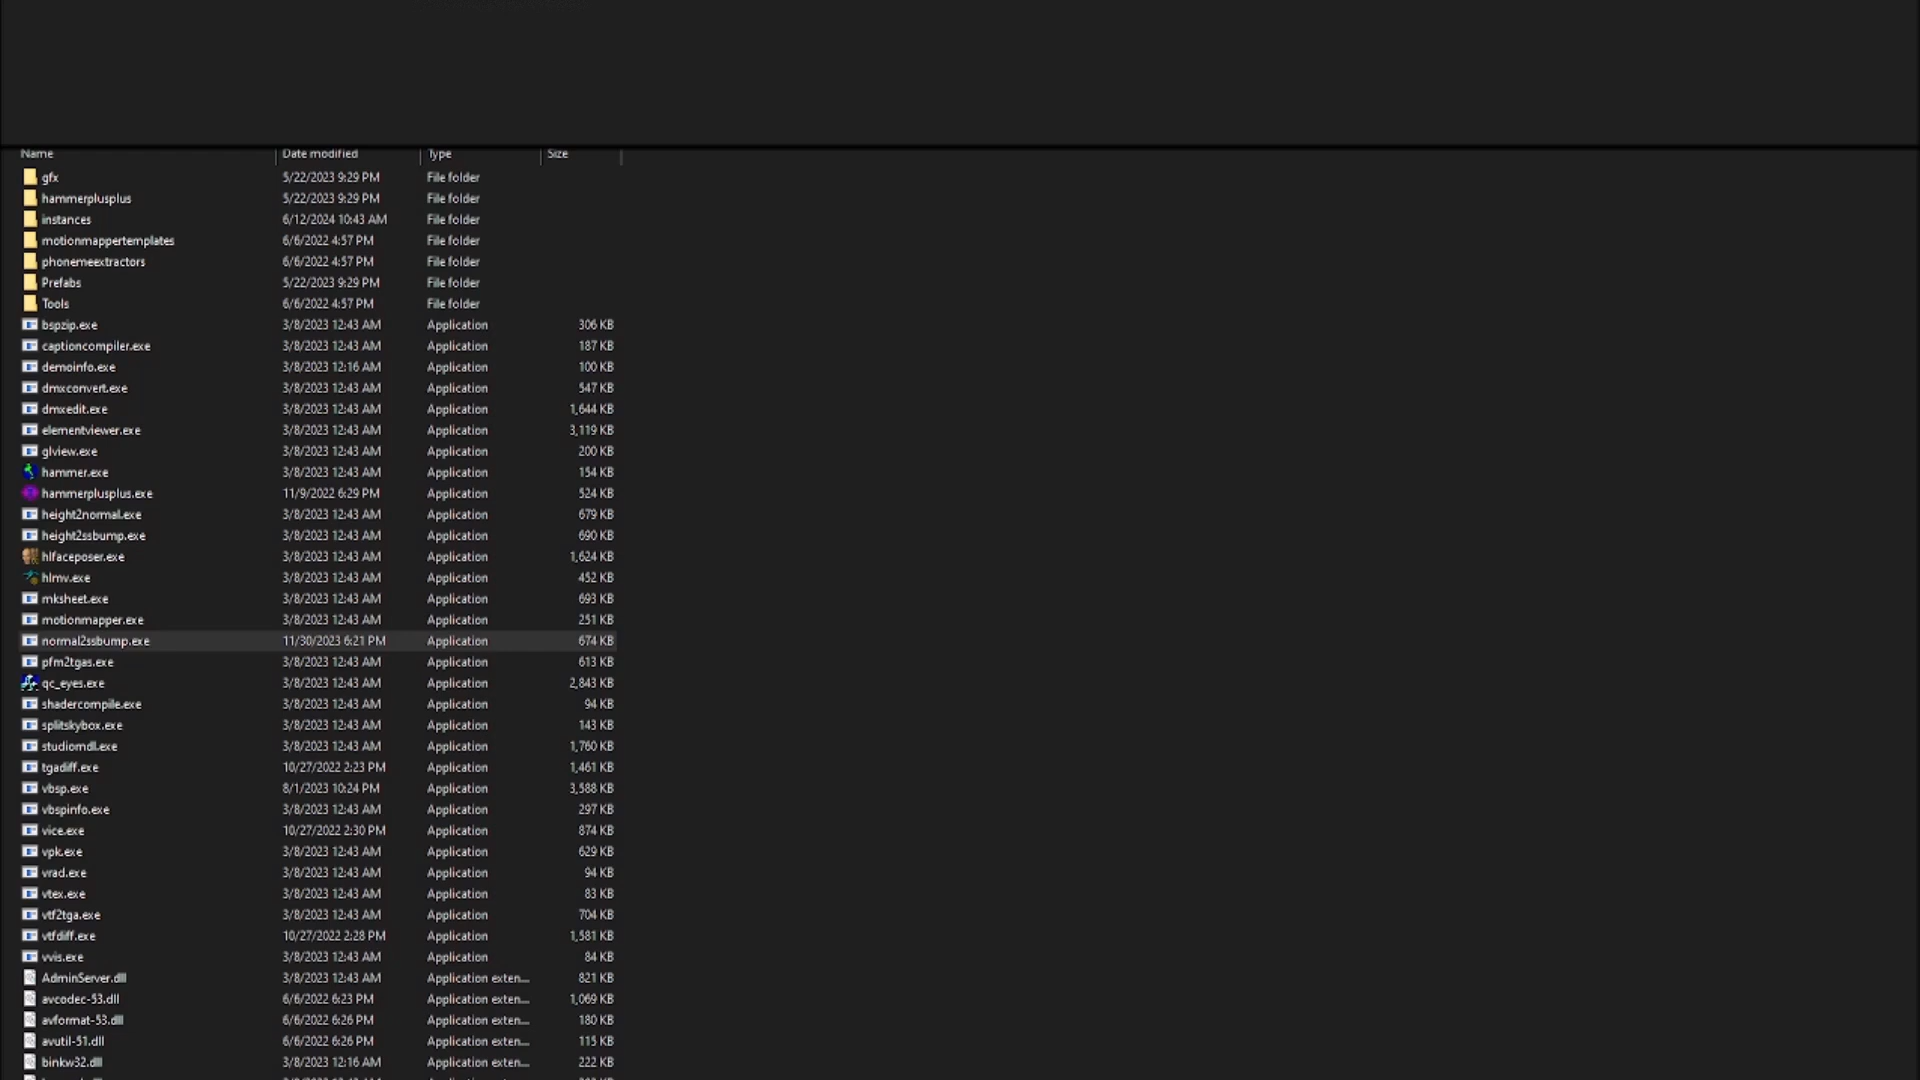 Name Date modified Type Size
gfx 5/22/2023 9:29 PM File folder
hammerplusplus 5/22/2023 9:29 PM File folder
instances 6/12/2024 10:43 AM File folder
motionmappertemplates 6/6/2022 4:57 PM File folder
phonemeextractors 6/6/2022 4:57 PM File folder
Prefabs 5/22/2023 9:29 PM File folder
Tools 6/6/2022 4:57 PM File folder
bspzip.exe 3/8/2023 12:43 AM Application 306 KB
captioncompiler.exe 3/8/2023 12:43 AM Application 187 KB
demoinfo.exe 3/8/2023 12:16 AM Application 100 KB
dmxconvert.exe 3/8/2023 12:43 AM Application 547 KB
dmxedit.exe 3/8/2023 12:43 AM Application 1,644 KB
elementviewer.exe 3/8/2023 12:43 AM Application 3,119 KB
glview.exe 3/8/2023 12:43 AM Application 200 KB
hammer.exe 3/8/2023 12:43 AM Application 154 KB
hammerplusplus.exe 11/9/2022 6:29 PM Application 524 KB
height2normal.exe 3/8/2023 12:43 AM Application 679 KB
height2ssbump.exe 3/8/2023 12:43 AM Application 690 KB
hlfaceposer.exe 3/8/2023 12:43 AM Application 1,624 KB
hlmv.exe 3/8/2023 12:43 AM Application 452 KB
mksheet.exe 3/8/2023 12:43 AM Application 693 KB
motionmapper.exe 3/8/2023 12:43 AM Application 251 KB
normal2ssbump.exe 11/30/2023 6:21 PM Application 674 KB
pfm2tgas.exe 3/8/2023 12:43 AM Application 613 KB
qc_eyes.exe 3/8/2023 12:43 AM Application 2,843 KB
shadercompile.exe 3/8/2023 12:43 AM Application 94 KB
splitskybox.exe 3/8/2023 12:43 AM Application 143 KB
studiomdl.exe 3/8/2023 12:43 AM Application 1,760 KB
tgadiff.exe 10/27/2022 2:23 PM Application 1,461 KB
vbsp.exe 8/1/2023 10:24 PM Application 3,588 KB
vbspinfo.exe 3/8/2023 12:43 AM Application 297 KB
vice.exe 10/27/2022 2:30 PM Application 874 KB
vpk.exe 3/8/2023 12:43 AM Application 629 KB
vrad.exe 3/8/2023 12:43 AM Application 94 KB
vtex.exe 3/8/2023 12:43 AM Application 83 KB
vtf2tga.exe 3/8/2023 12:43 AM Application 704 KB
vtfdiff.exe 10/27/2022 2:28 PM Application 1,581 KB
vvis.exe 3/8/2023 12:43 AM Application 84 KB
AdminServer.dll 3/8/2023 12:43 AM Application exten... 821 KB
avcodec-53.dll 6/6/2022 6:23 PM Application exten... 1,069 KB
avformat-53.dll 6/6/2022 6:26 PM Application exten... 180 KB
avutil-51.dll 6/6/2022 6:26 PM Application exten... 115 KB
binkw32.dll 3/8/2023 12:16 AM Application exten... 222 KB